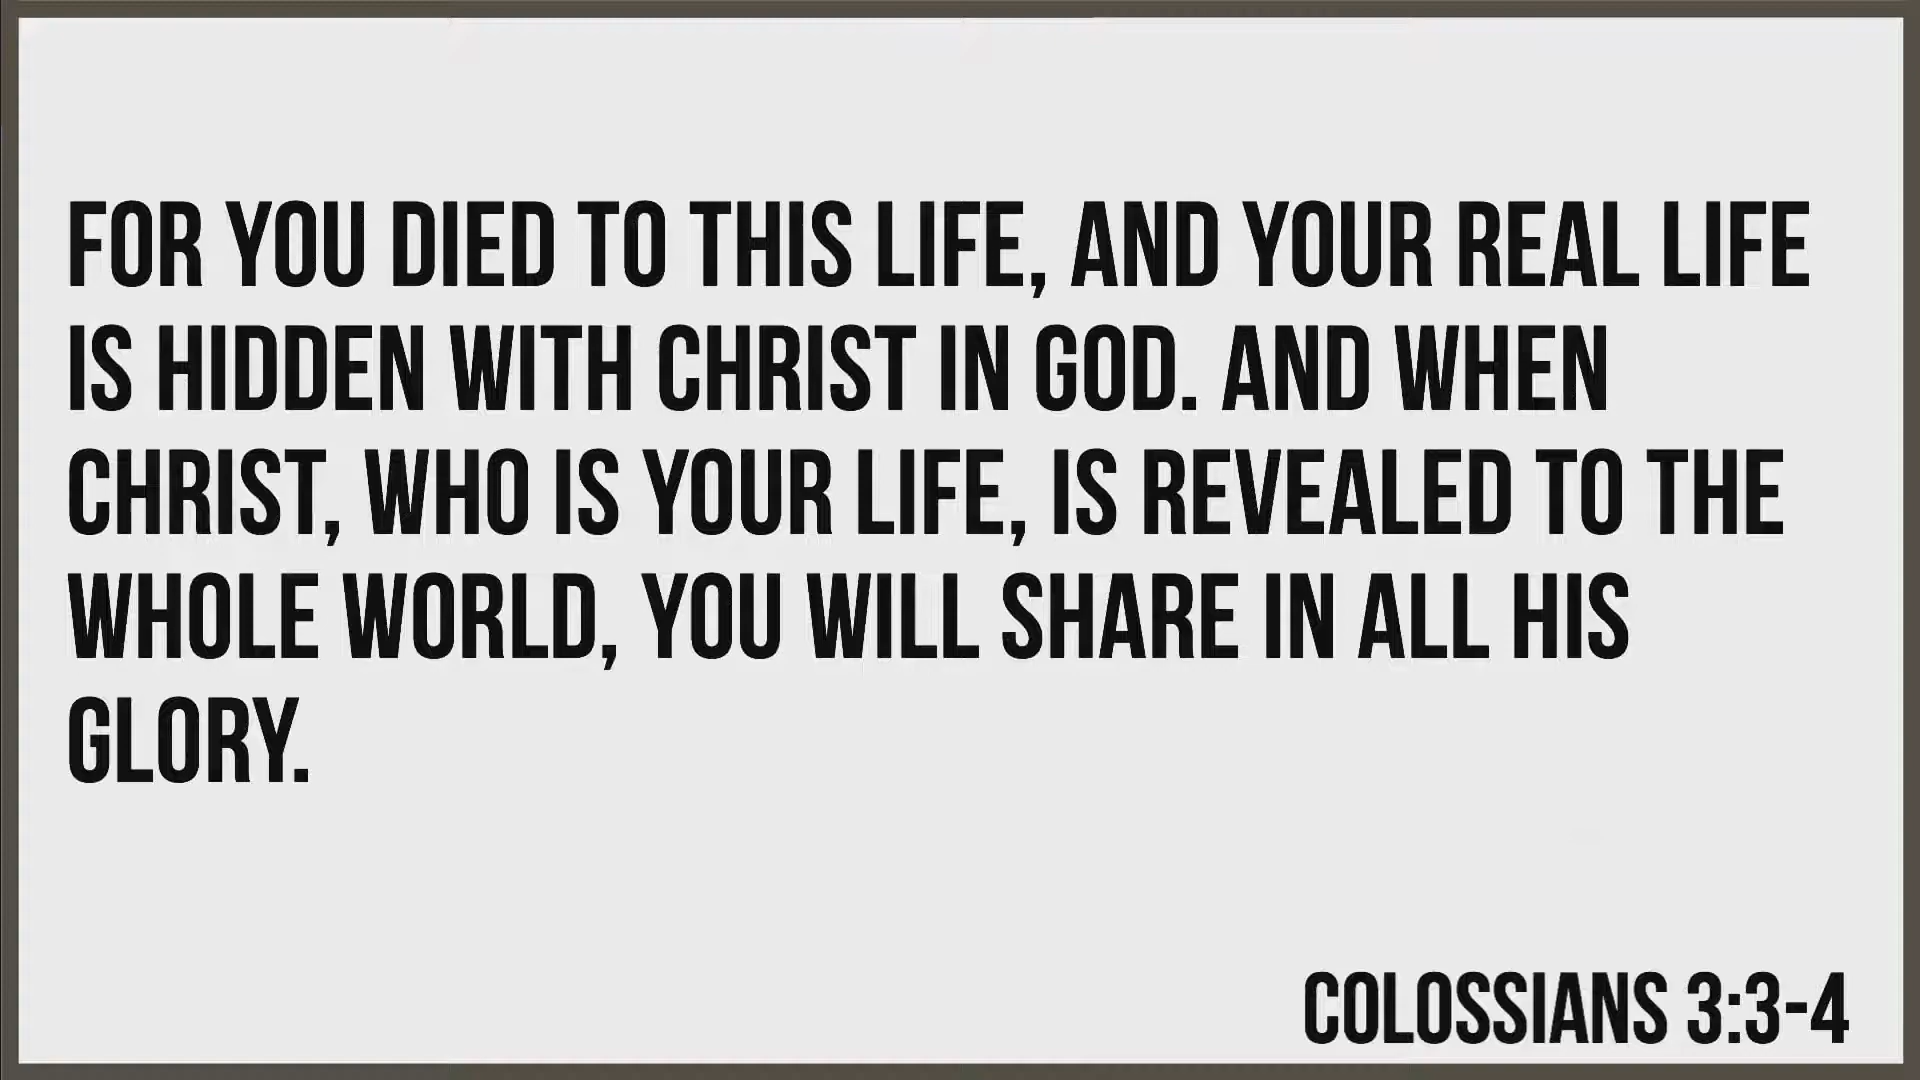 FOR YOU DIED TO THIS LIFE, AND YOUR REAL LIFE
IS HIDDEN WITH CHRIST IN GOD. AND WHEN
CHRIST, WHO IS YOUR LIFE, IS REVEALED TO THE
WHOLE WORLD, YOU WILL SHARE IN ALL HIS
GLORY.
COLOSSIANS 3:3-4